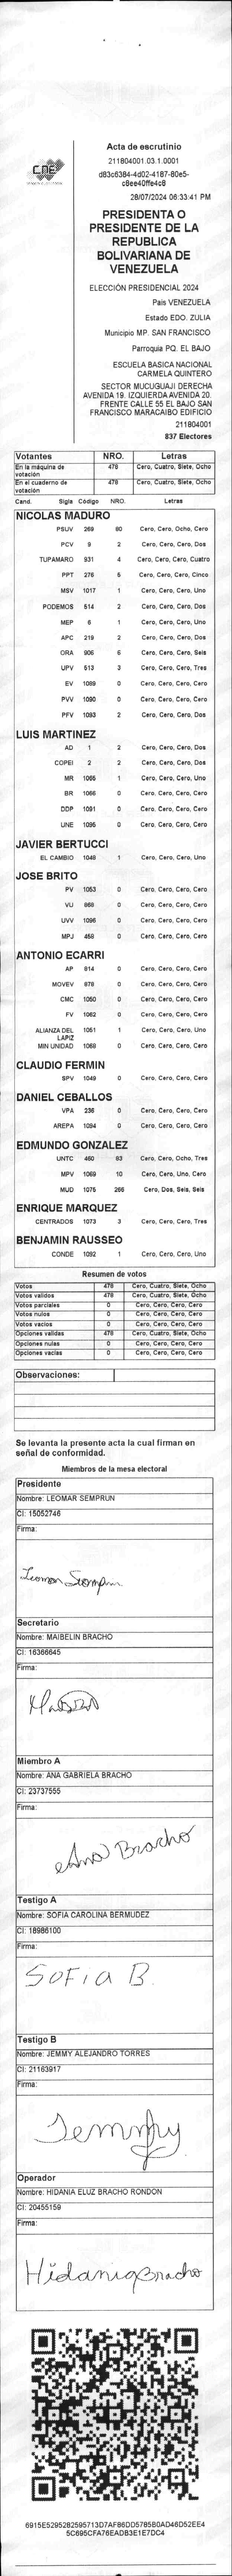 CNE
Acta de escrutinio
211804001.03.1.0001
d83c6384-4d02-4187-80e5-
c8ee40ffe4c8
28/07/2024 06:33:41 PM
PRESIDENTA O
PRESIDENTE DE LA
REPUBLICA
BOLIVARIANA DE
VENEZUELA
ELECCIÓN PRESIDENCIAL 2024
País VENEZUELA
Estado EDO. ZULIA
Municipio MP. SAN FRANCISCO
Parroquia PQ. EL BAJO
ESCUELA BASICA NACIONAL
CARMELA QUINTERO
SECTOR MUCUGUAJI DERECHA
AVENIDA 19. IZQUIERDA AVENIDA 20.
FRENTE CALLE 55 EL BAJO SAN
FRANCISCO MARACAIBO EDIFICIO
211804001
837 Electores
Votantes NRO. Letras
En la máquina de votación 478 Cero, Cuatro, Siete, Ocho
En el cuaderno de votación 478 Cero, Cuatro, Siete, Ocho
Cand. Sigla Código NRO. Letras
NICOLAS MADURO
PSUV 269 80 Cero, Cero, Ocho, Cero
PCV 9 2 Cero, Cero, Cero, Dos
TUPAMARO 931 4 Cero, Cero, Cero, Cuatro
PPT 276 5 Cero, Cero, Cero, Cinco
MSV 1017 1 Cero, Cero, Cero, Uno
PODEMOS 514 2 Cero, Cero, Cero, Dos
MEP 6 1 Cero, Cero, Cero, Uno
APC 219 2 Cero, Cero, Cero, Dos
ORA 906 6 Cero, Cero, Cero, Seis
UPV 513 3 Cero, Cero, Cero, Tres
EV 1089 0 Cero, Cero, Cero, Cero
PVV 1090 0 Cero, Cero, Cero, Cero
PFV 1093 2 Cero, Cero, Cero, Dos
LUIS MARTINEZ
AD 1 2 Cero, Cero, Cero, Dos
COPEI 2 2 Cero, Cero, Cero, Dos
MR 1065 1 Cero, Cero, Cero, Uno
BR 1066 0 Cero, Cero, Cero, Cero
DDP 1091 0 Cero, Cero, Cero, Cero
UNE 1095 0 Cero, Cero, Cero, Cero
JAVIER BERTUCCI
EL CAMBIO 1048 1 Cero, Cero, Cero, Uno
JOSE BRITO
PV 1053 0 Cero, Cero, Cero, Cero
VU 868 0 Cero, Cero, Cero, Cero
UVV 1096 0 Cero, Cero, Cero, Cero
MPJ 458 0 Cero, Cero, Cero, Cero
ANTONIO ECARRI
AP 814 0 Cero, Cero, Cero, Cero
MOVEV 978 0 Cero, Cero, Cero, Cero
CMC 1050 0 Cero, Cero, Cero, Cero
FV 1062 0 Cero, Cero, Cero, Cero
ALIANZA DEL LAPIZ 1051 1 Cero, Cero, Cero, Uno
MIN UNIDAD 1068 0 Cero, Cero, Cero, Cero
CLAUDIO FERMIN
SPV 1049 0 Cero, Cero, Cero, Cero
DANIEL CEBALLOS
VPA 236 0 Cero, Cero, Cero, Cero
AREPA 1094 0 Cero, Cero, Cero, Cero
EDMUNDO GONZALEZ
UNTC 460 83 Cero, Cero, Ocho, Tres
MPV 1069 10 Cero, Cero, Uno, Cero
MUD 1075 266 Cero, Dos, Seis, Seis
ENRIQUE MARQUEZ
CENTRADOS 1073 3 Cero, Cero, Cero, Tres
BENJAMIN RAUSSEO
CONDE 1092 1 Cero, Cero, Cero, Uno
Resumen de votos
Votos 478 Cero, Cuatro, Siete, Ocho
Votos validos 478 Cero, Cuatro, Siete, Ocho
Votos parciales 0 Cero, Cero, Cero, Cero
Votos nulos 0 Cero, Cero, Cero, Cero
Votos vacios 0 Cero, Cero, Cero, Cero
Opciones validas 478 Cero, Cuatro, Siete, Ocho
Opciones nulas 0 Cero, Cero, Cero, Cero
Opciones vacias 0 Cero, Cero, Cero, Cero
Observaciones:
Se levanta la presente acta la cual firman en
señal de conformidad.
Miembros de la mesa electoral
Presidente
Nombre: LEOMAR SEMPRUN
CI: 15052746
Firma:
Leomar Semprun
Secretario
Nombre: MAIBELIN BRACHO
CI: 16366645
Firma:
Miembro A
Nombre: ANA GABRIELA BRACHO
CI: 23737555
Firma:
Ana Bracho
Testigo A
Nombre: SOFIA CAROLINA BERMUDEZ
CI: 18986100
Firma:
SOFIA B.
Testigo B
Nombre: JEMMY ALEJANDRO TORRES
CI: 21163917
Firma:
Jemmy
Operador
Nombre: HIDANIA ELUZ BRACHO RONDON
CI: 20455159
Firma:
Hidania Bracho
6915E5295282595713D7AF86DD5785B0AD46D52EE4
5C695CFA76EADB3E1E7DC4